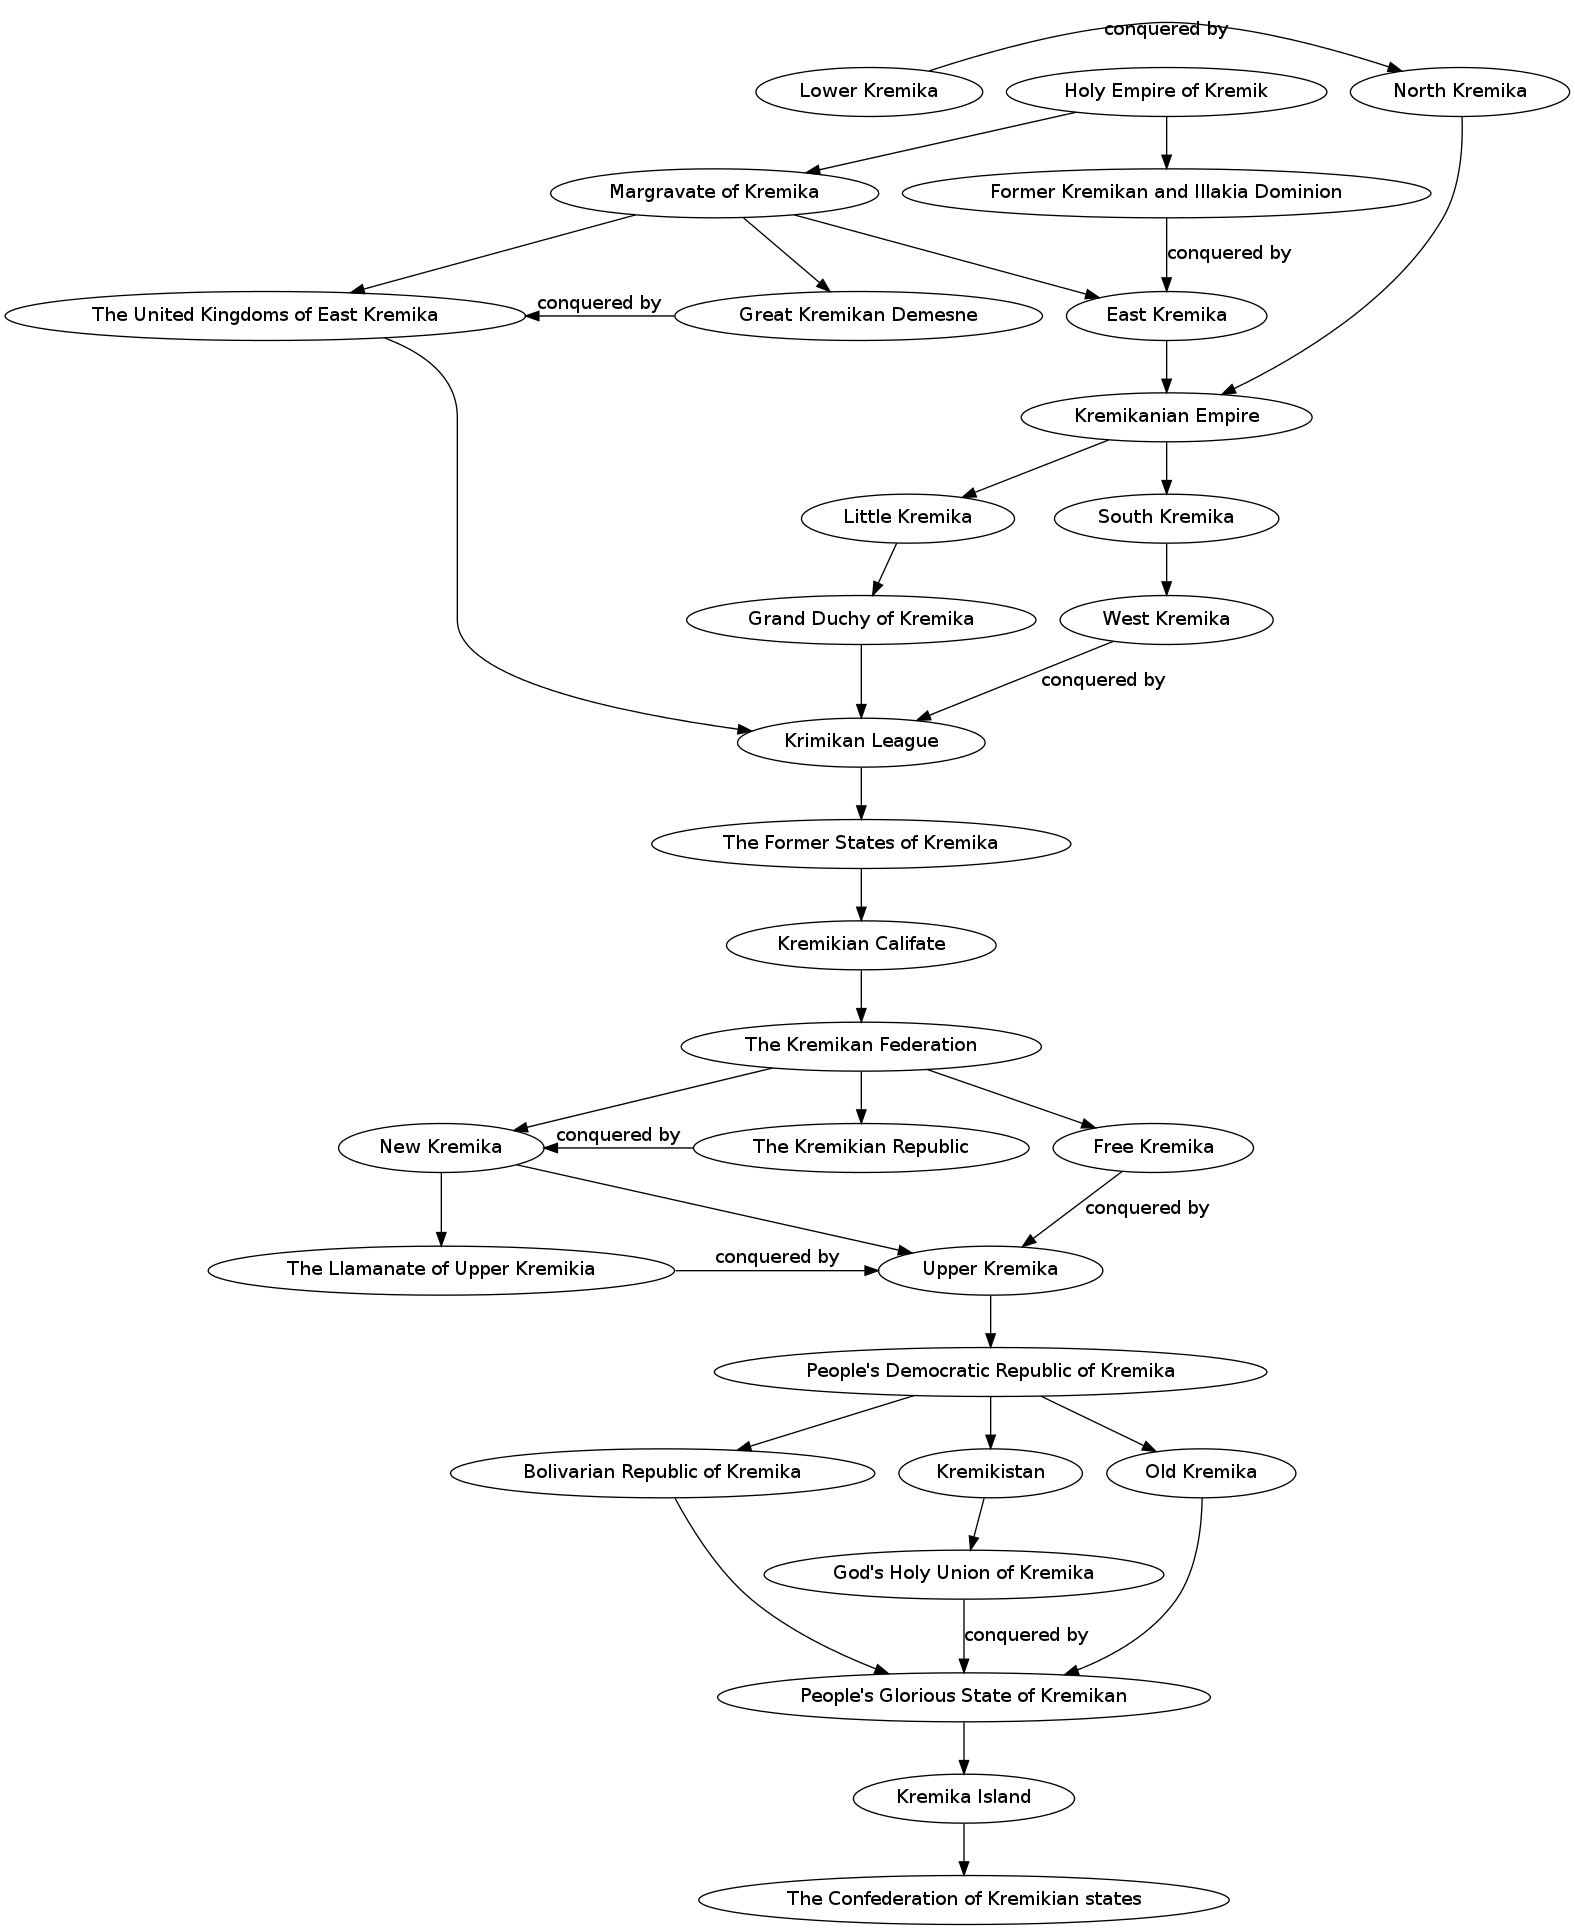 conquered by
Lower Kremika
Holy Empire of Kremik
North Kremika
Margravate of Kremika
Former Kremikan and Illakia Dominion
conquered by
The United Kingdoms of East Kremika
conquered by
Great Kremikan Demesne
East Kremika
Kremikanian Empire
Little Kremika
South Kremika
Grand Duchy of Kremika
West Kremika
conquered by
Krimikan League
The Former States of Kremika
Kremikian Califate
The Kremikan Federation
New Kremika
conquered by
The Kremikian Republic
Free Kremika
conquered by
The Llamanate of Upper Kremikia
conquered by
Upper Kremika
People's Democratic Republic of Kremika
Bolivarian Republic of Kremika
Kremikistan
Old Kremika
God's Holy Union of Kremika
conquered by
People's Glorious State of Kremikan
Kremika Island
The Confederation of Kremikian states